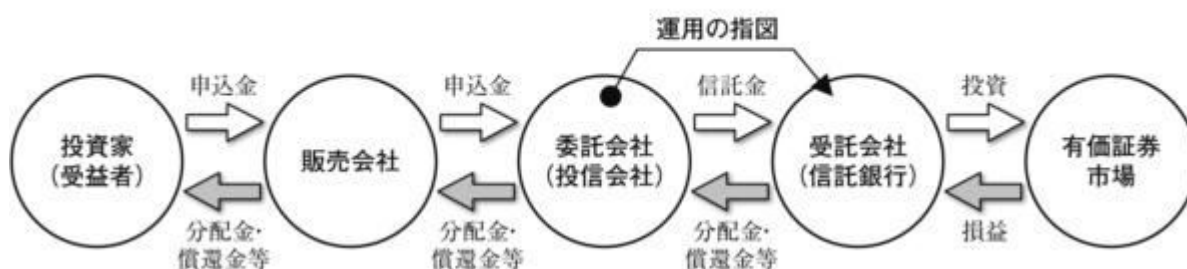 運用の指図
申込金
申込金
信託金
投資
投資家
(受益者)
販売会社
委託会社
(投信会社)
受託会社
(信託銀行)
有価証券
市場
分配金・
償還金等
分配金・
償還金等
分配金・
償還金等
損益